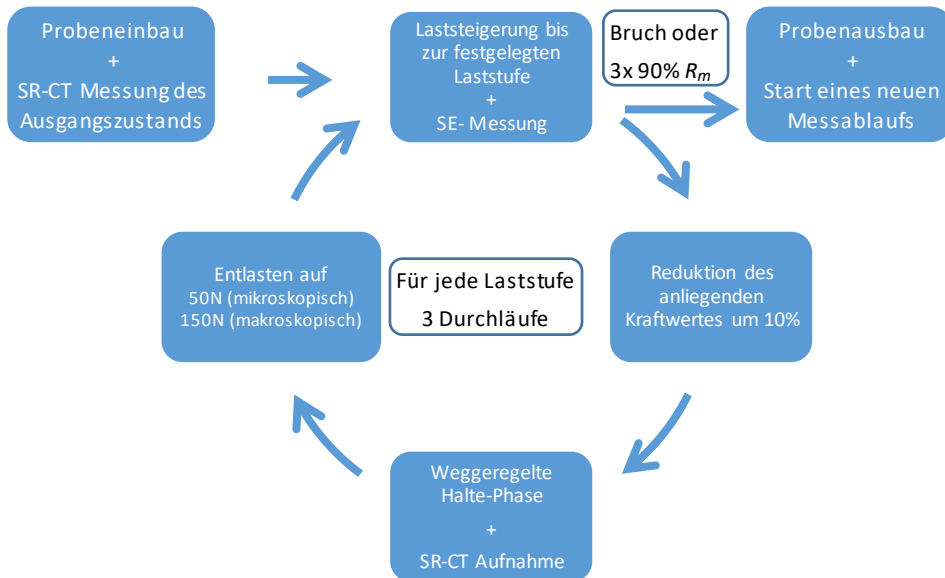 Probeneinbau
+
SR-CT Messung des
Ausgangszustands
Laststeigerung bis
zur festgelegten
Laststufe
+
SE- Messung
Bruch oder
3x 90% Rm
Probenausbau
+
Start eines neuen
Messablaufs
Entlasten auf
50N (mikroskopisch)
150N (makroskopisch)
Für jede Laststufe
3 Durchläufe
Reduktion des
anliegenden
Kraftwertes um 10%
Weggeregelte
Halte-Phase
+
SR-CT Aufnahme